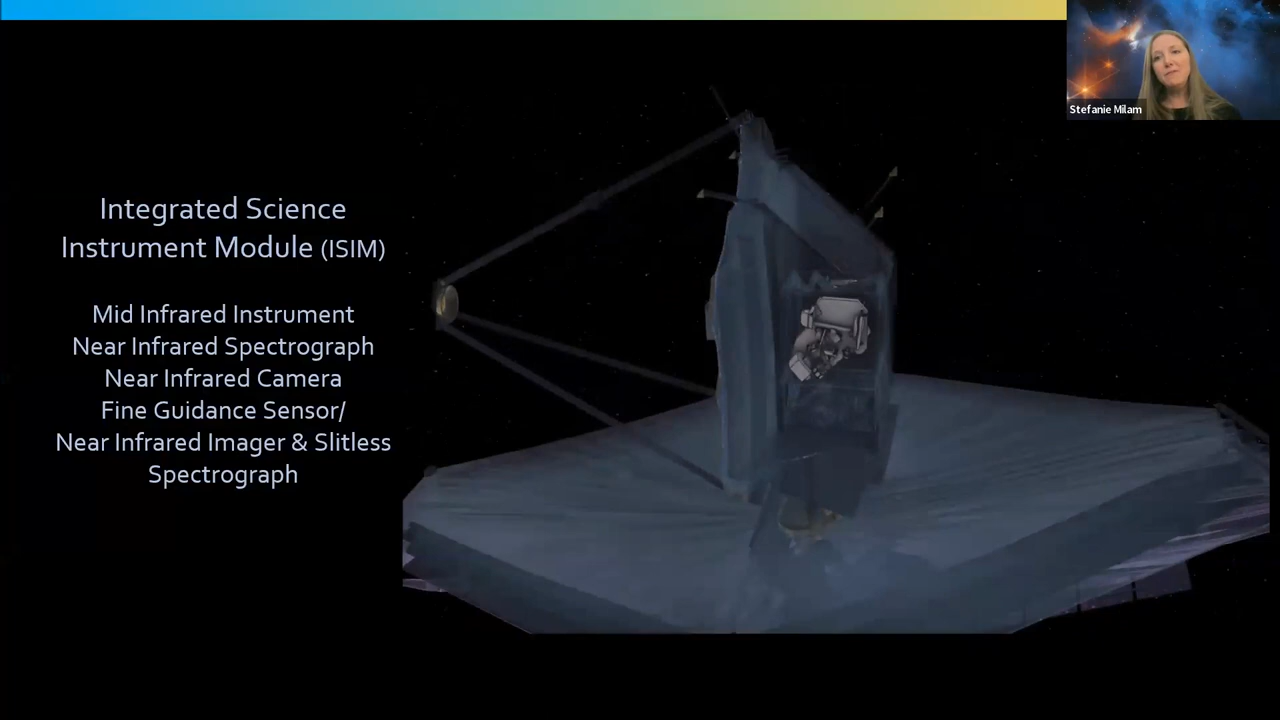 Stefanie Milam
Integrated Science
Instrument Module (ISIM)
Mid Infrared Instrument
Near Infrared Spectrograph
Near Infrared Camera
Fine Guidance Sensor/
Near Infrared Imager & Slitless
Spectrograph